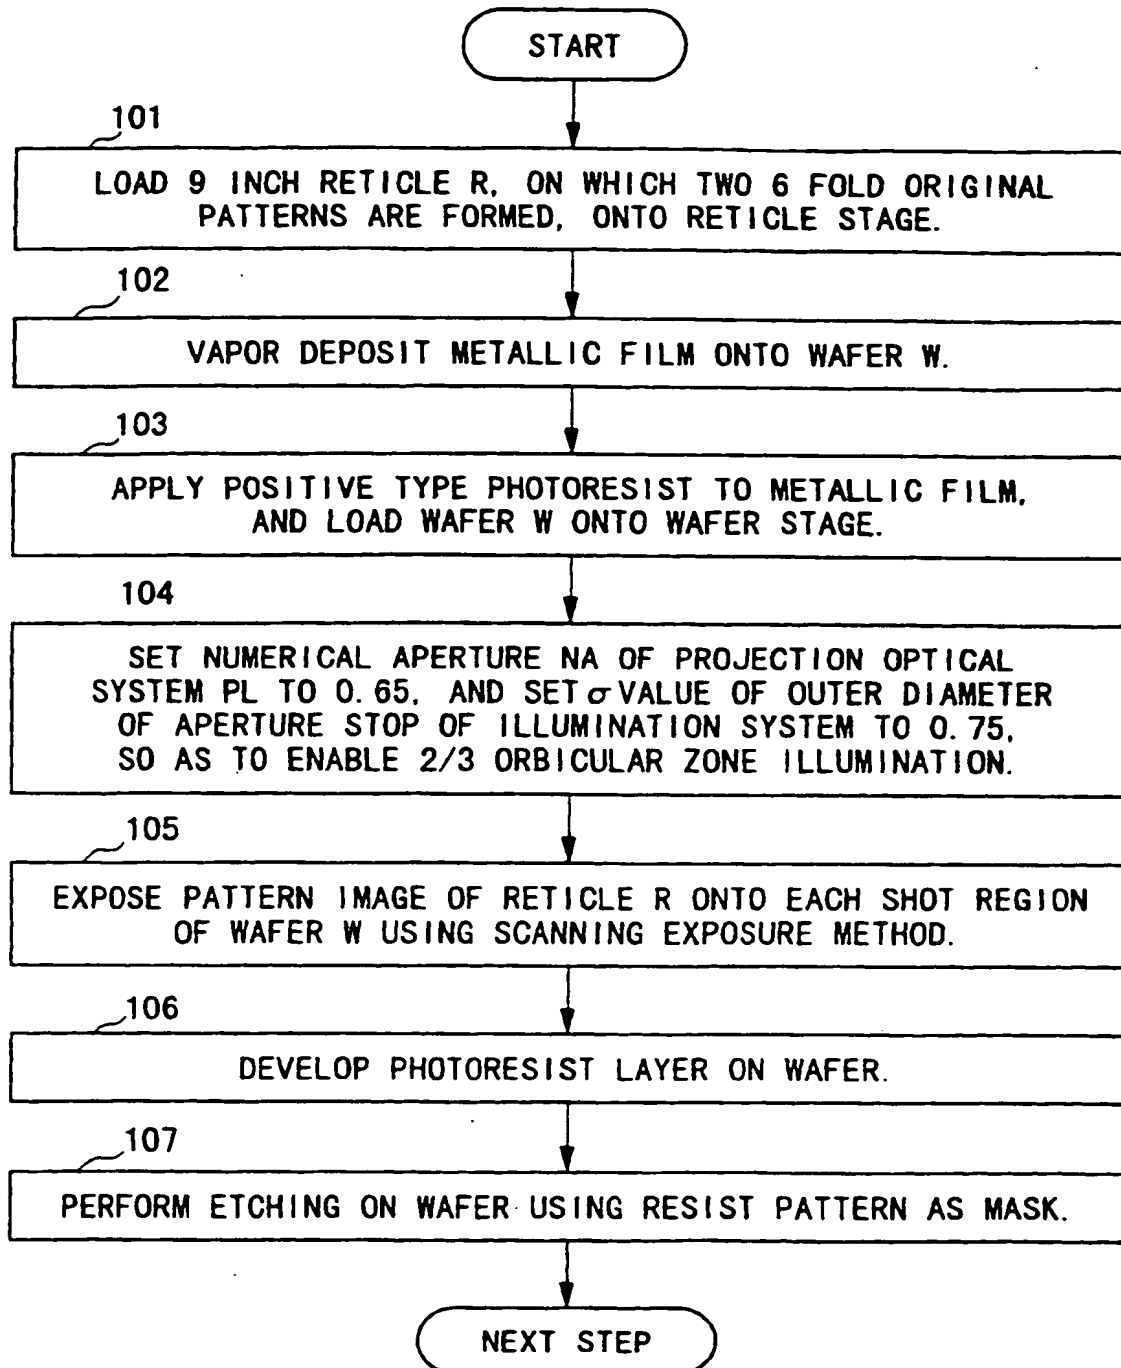 START
101
LOAD 9 INCH RETICLE R, ON WHICH TWO 6 FOLD ORIGINAL
PATTERNS ARE FORMED, ONTO RETICLE STAGE.
102
VAPOR DEPOSIT METALLIC FILM ONTO WAFER W.
103
APPLY POSITIVE TYPE PHOTORESIST TO METALLIC FILM,
AND LOAD WAFER W ONTO WAFER STAGE.
104
SET NUMERICAL APERTURE NA OF PROJECTION OPTICAL
SYSTEM PL TO 0.65, AND SET σ VALUE OF OUTER DIAMETER
OF APERTURE STOP OF ILLUMINATION SYSTEM TO 0.75,
SO AS TO ENABLE 2/3 ORBICULAR ZONE ILLUMINATION.
105
EXPOSE PATTERN IMAGE OF RETICLE R ONTO EACH SHOT REGION
OF WAFER W USING SCANNING EXPOSURE METHOD.
106
DEVELOP PHOTORESIST LAYER ON WAFER.
107
PERFORM ETCHING ON WAFER USING RESIST PATTERN AS MASK.
NEXT STEP